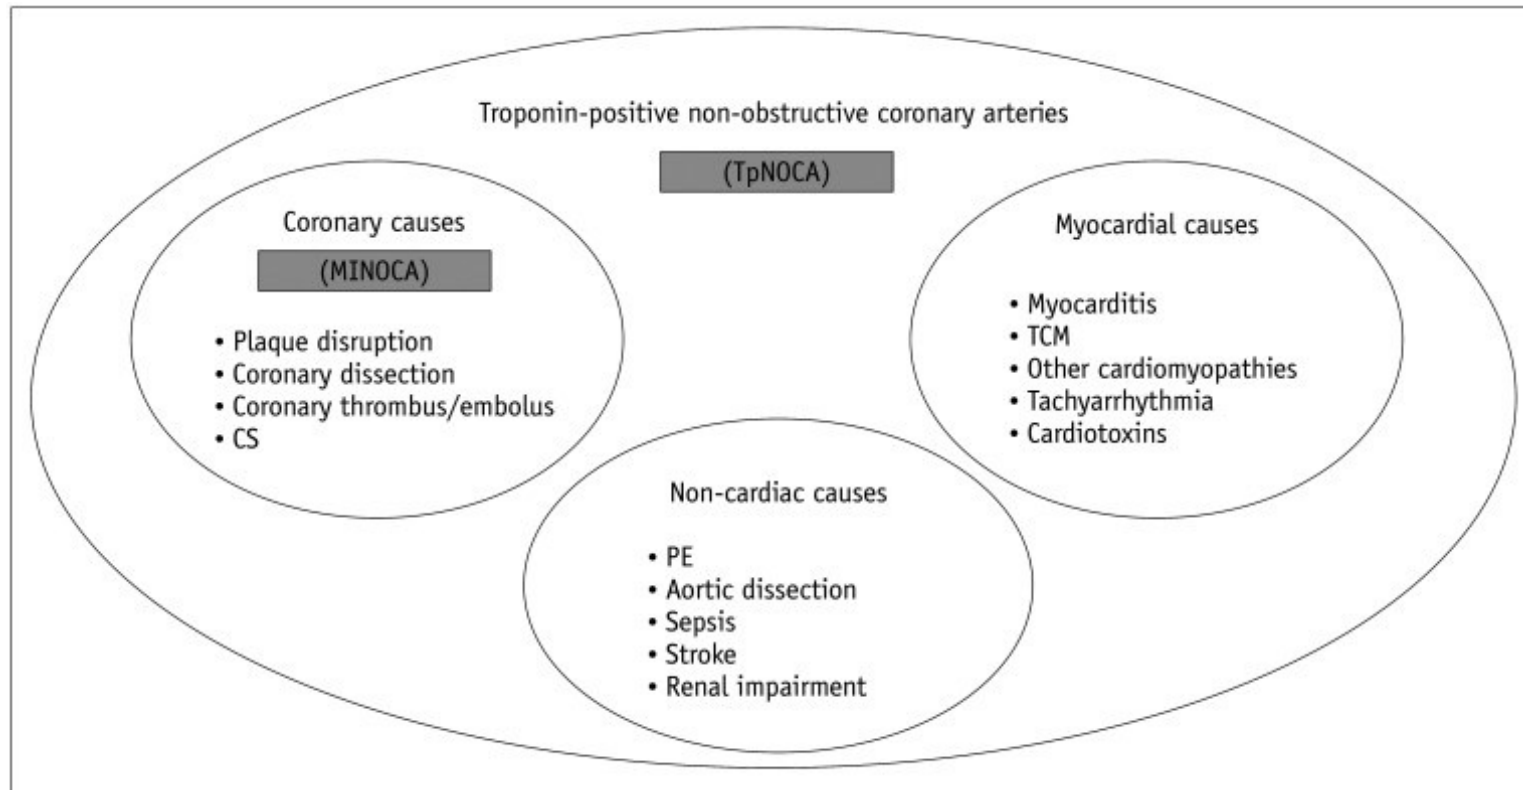 Troponin-positive non-obstructive coronary arteries
(TpNOCA)
Coronary causes
(MINOCA)
• Plaque disruption
• Coronary dissection
• Coronary thrombus/embolus
• CS
Myocardial causes
• Myocarditis
• TCM
• Other cardiomyopathies
• Tachyarrhythmia
• Cardiotoxins
Non-cardiac causes
• PE
• Aortic dissection
• Sepsis
• Stroke
• Renal impairment